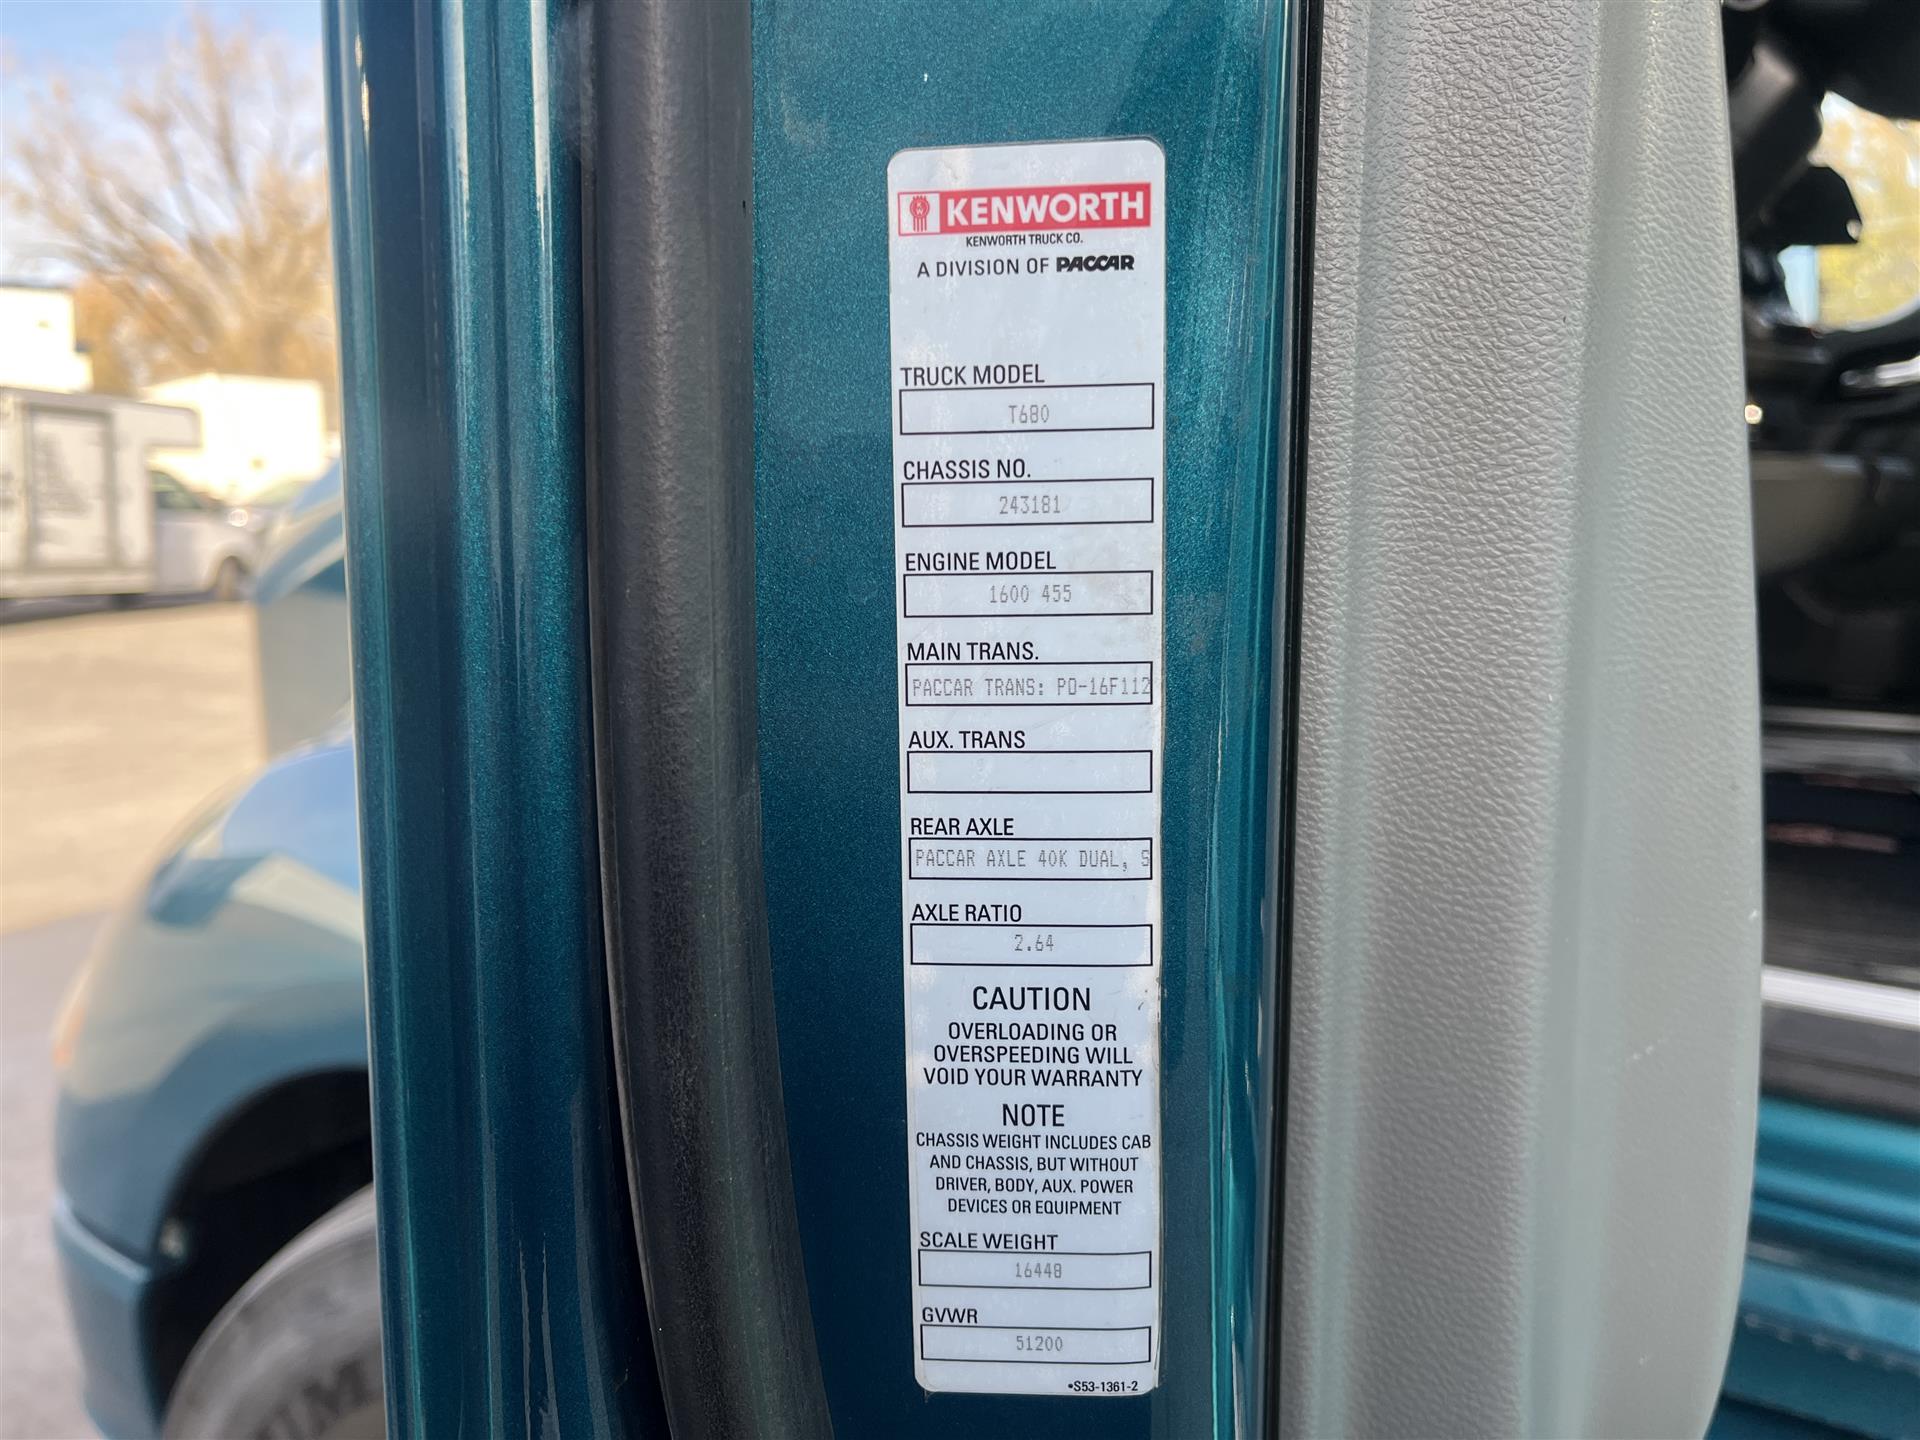 KENWORTH
KENWORTH TRUCK CO.
A DIVISION OF PACCAR
TRUCK MODEL
T680
CHASSIS NO.
243181
ENGINE MODEL
1600 455
MAIN TRANS.
PACCAR TRANS: PO-16F112
AUX. TRANS
REAR AXLE
PACCAR AXLE 40K DUAL, S
AXLE RATIO
2.64
CAUTION
OVERLOADING OR
OVERSPEEDING WILL
VOID YOUR WARRANTY
NOTE
CHASSIS WEIGHT INCLUDES CAB
AND CHASSIS, BUT WITHOUT
DRIVER, BODY, AUX. POWER
DEVICES OR EQUIPMENT
SCALE WEIGHT
16448
GVWR
51200
•S53-1361-2